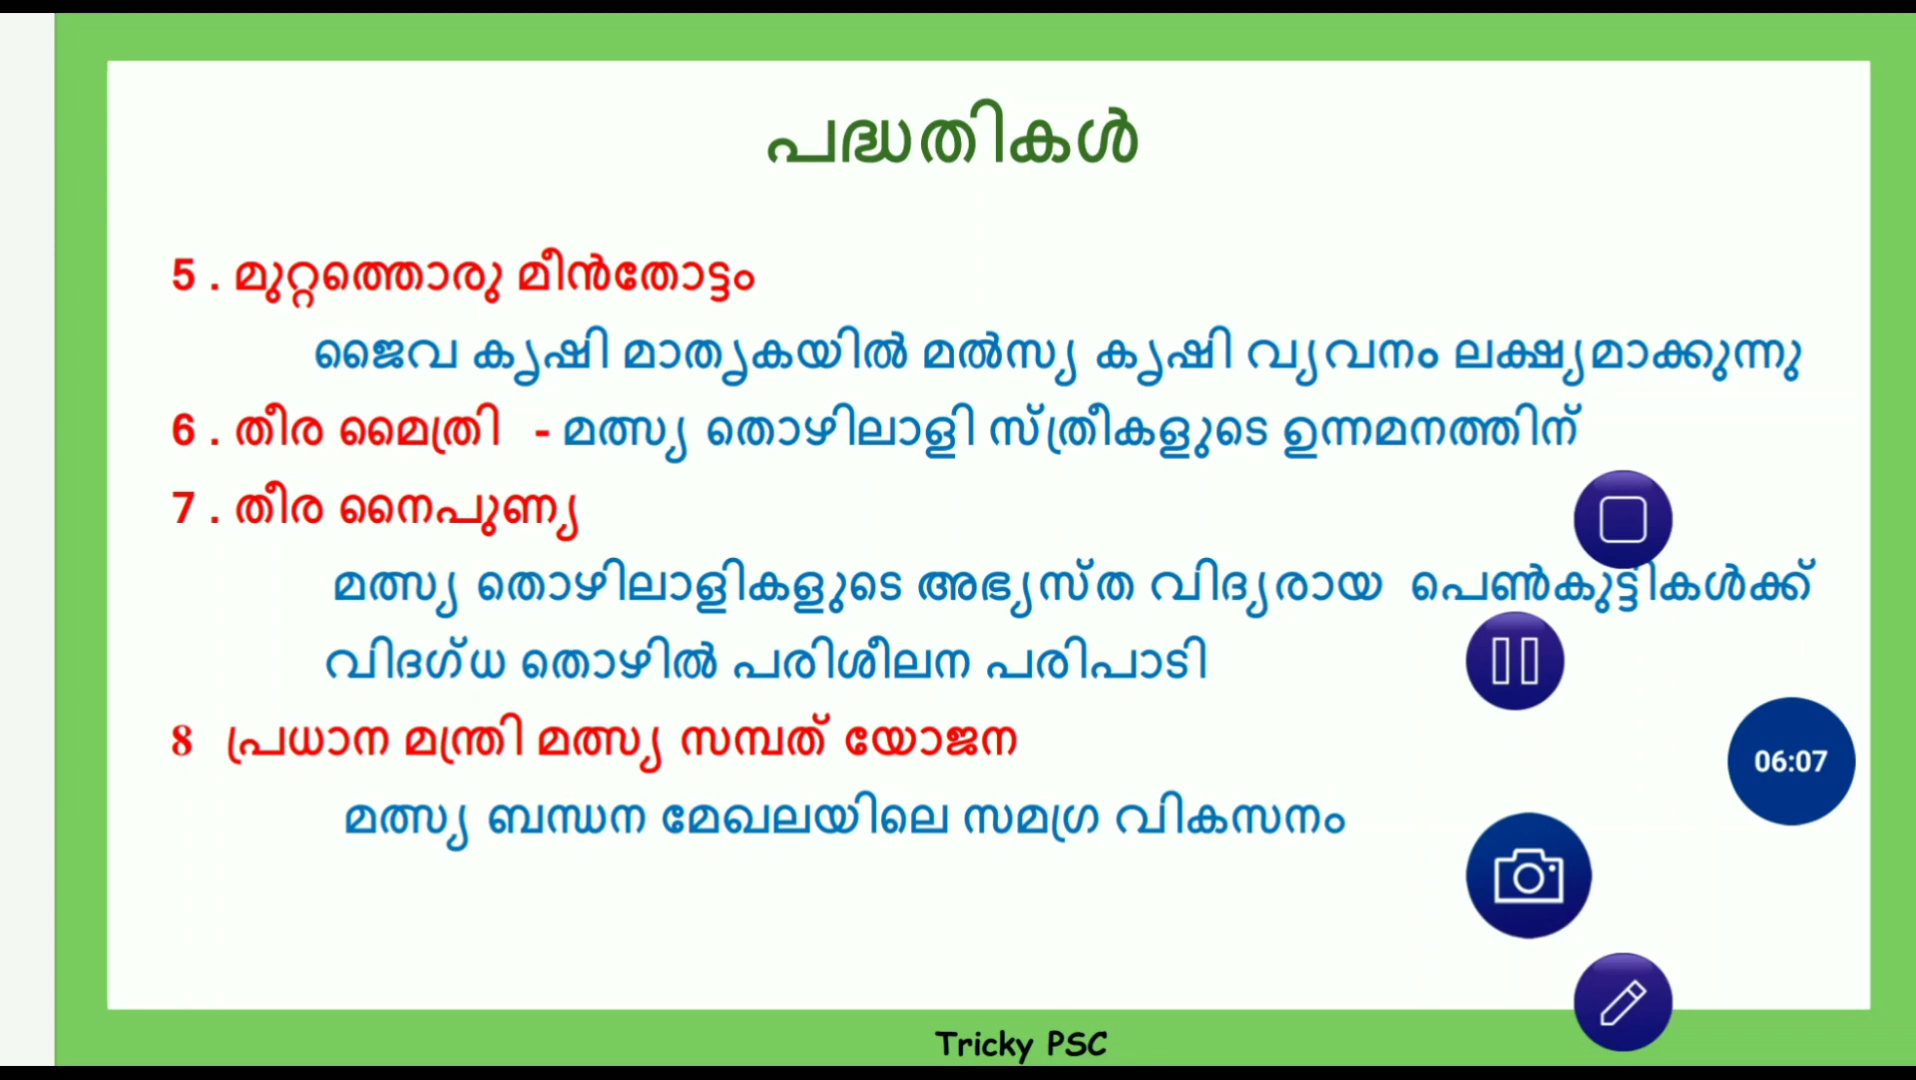 പദ്ധതികൾ
5 . മുറ്റത്തൊരു മീൻതോട്ടം
ജൈവ കൃഷി മാതൃകയിൽ മൽസ്യ കൃഷി വ്യവനം ലക്ഷ്യമാക്കുന്നു
6 . തീര മൈത്രി - മത്സ്യ തൊഴിലാളി സ്ത്രീകളുടെ ഉന്നമനത്തിന്
7 . തീര നൈപുണ്യ
മത്സ്യ തൊഴിലാളികളുടെ അഭ്യസ്ത വിദ്യരായ പെൺകുട്ടികൾക്ക്
വിദഗ്ധ തൊഴിൽ പരിശീലന പരിപാടി
8 പ്രധാന മന്ത്രി മത്സ്യ സമ്പത് യോജന
06:07
മത്സ്യ ബന്ധന മേഖലയിലെ സമഗ്ര വികസനം
Tricky PSC